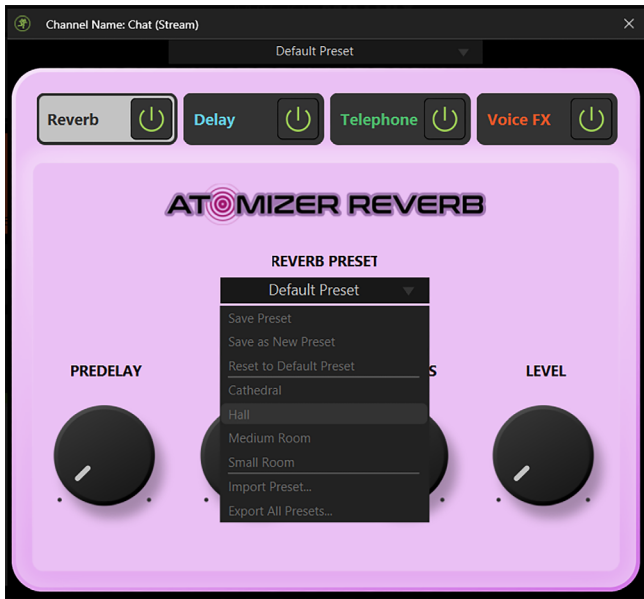 Channel Name: Chat (Stream)
Default Preset
Reverb
Delay
Telephone
Voice FX
ATOMIZER REVERB
REVERB PRESET
Default Preset
Save Preset
Save as New Preset
Reset to Default Preset
Cathedral
Hall
Medium Room
Small Room
Import Preset...
Export All Presets...
PREDELAY
LEVEL